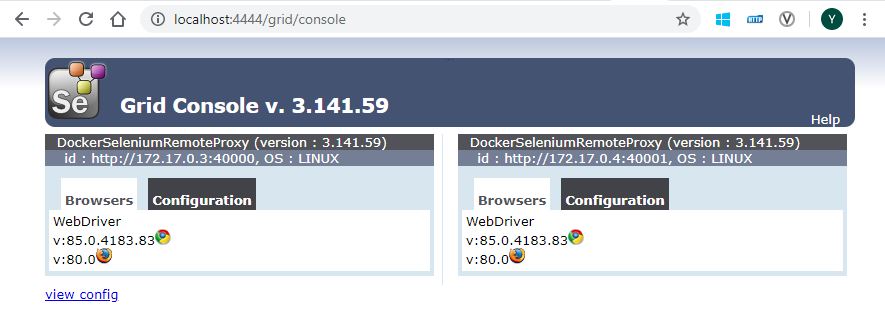 localhost:4444/grid/console
HTTP
V
Y
Se
Grid Console v. 3.141.59
Help
DockerSeleniumRemoteProxy (version : 3.141.59)
id : http://172.17.0.3:40000, OS : LINUX
Browsers Configuration
WebDriver
v:85.0.4183.83
v:80.0
DockerSeleniumRemoteProxy (version : 3.141.59)
id : http://172.17.0.4:40001, OS : LINUX
Browsers Configuration
WebDriver
v:85.0.4183.83
v:80.0
view config